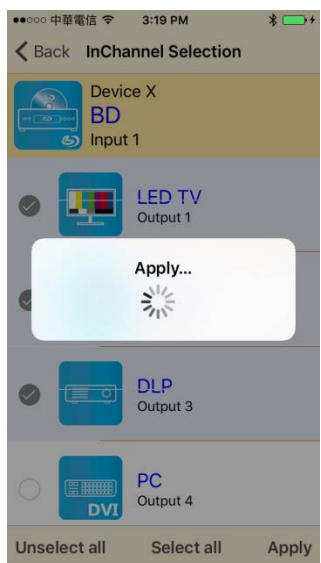 中華電信 3:19 PM
Back InChannel Selection
Device X
BD
Input 1
LED TV
Output 1
Apply...
DLP
Output 3
PC
Output 4
DVI
Unselect all Select all Apply